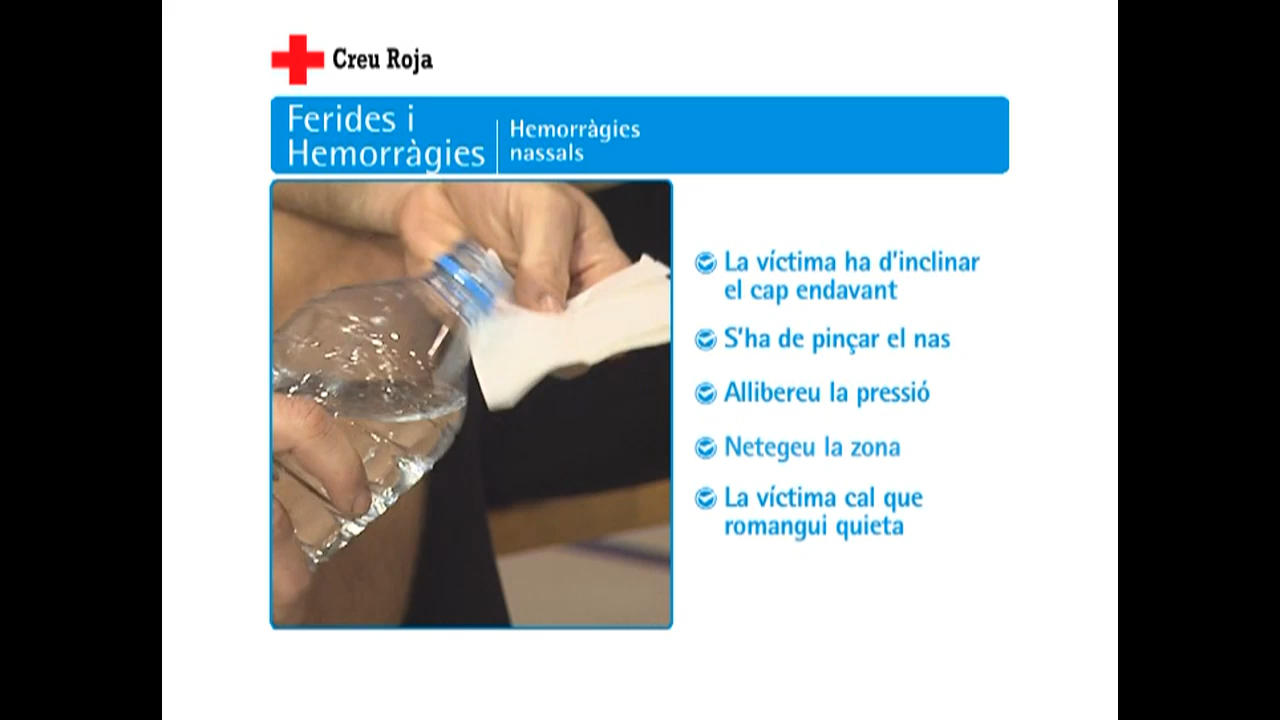 Creu Roja
Ferides i
Hemorràgies
Hemorràgies
nassals
La víctima ha d'inclinar
el cap endavant
S'ha de pinçar el nas
Allibereu la pressió
Netegeu la zona
La víctima cal que
romangui quieta